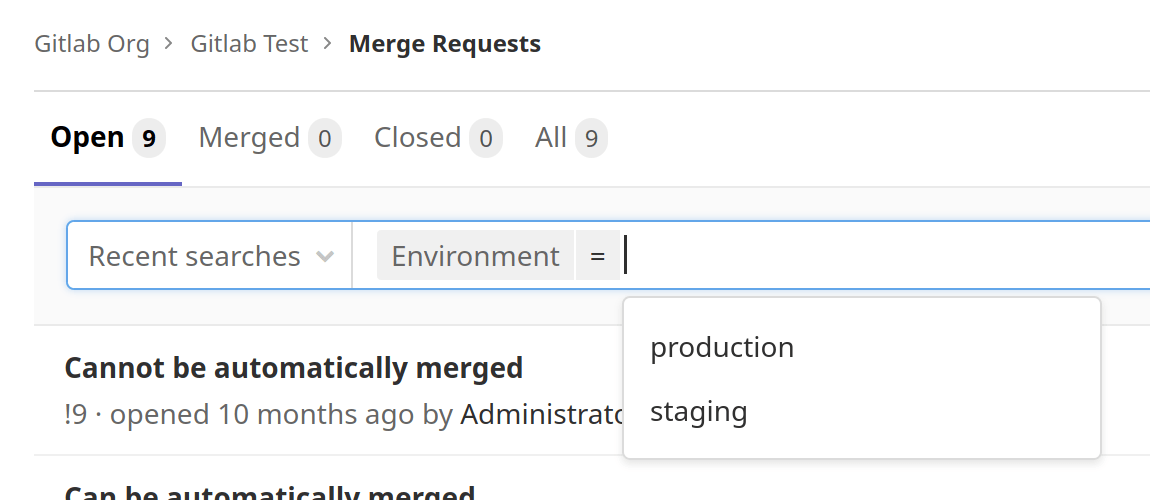 Gitlab Org > Gitlab Test > Merge Requests
Open 9 Merged 0 Closed 0 All 9
Recent searches Environment =
production
Cannot be automatically merged
staging
!9 · opened 10 months ago by Administrato
Can be automatically merged